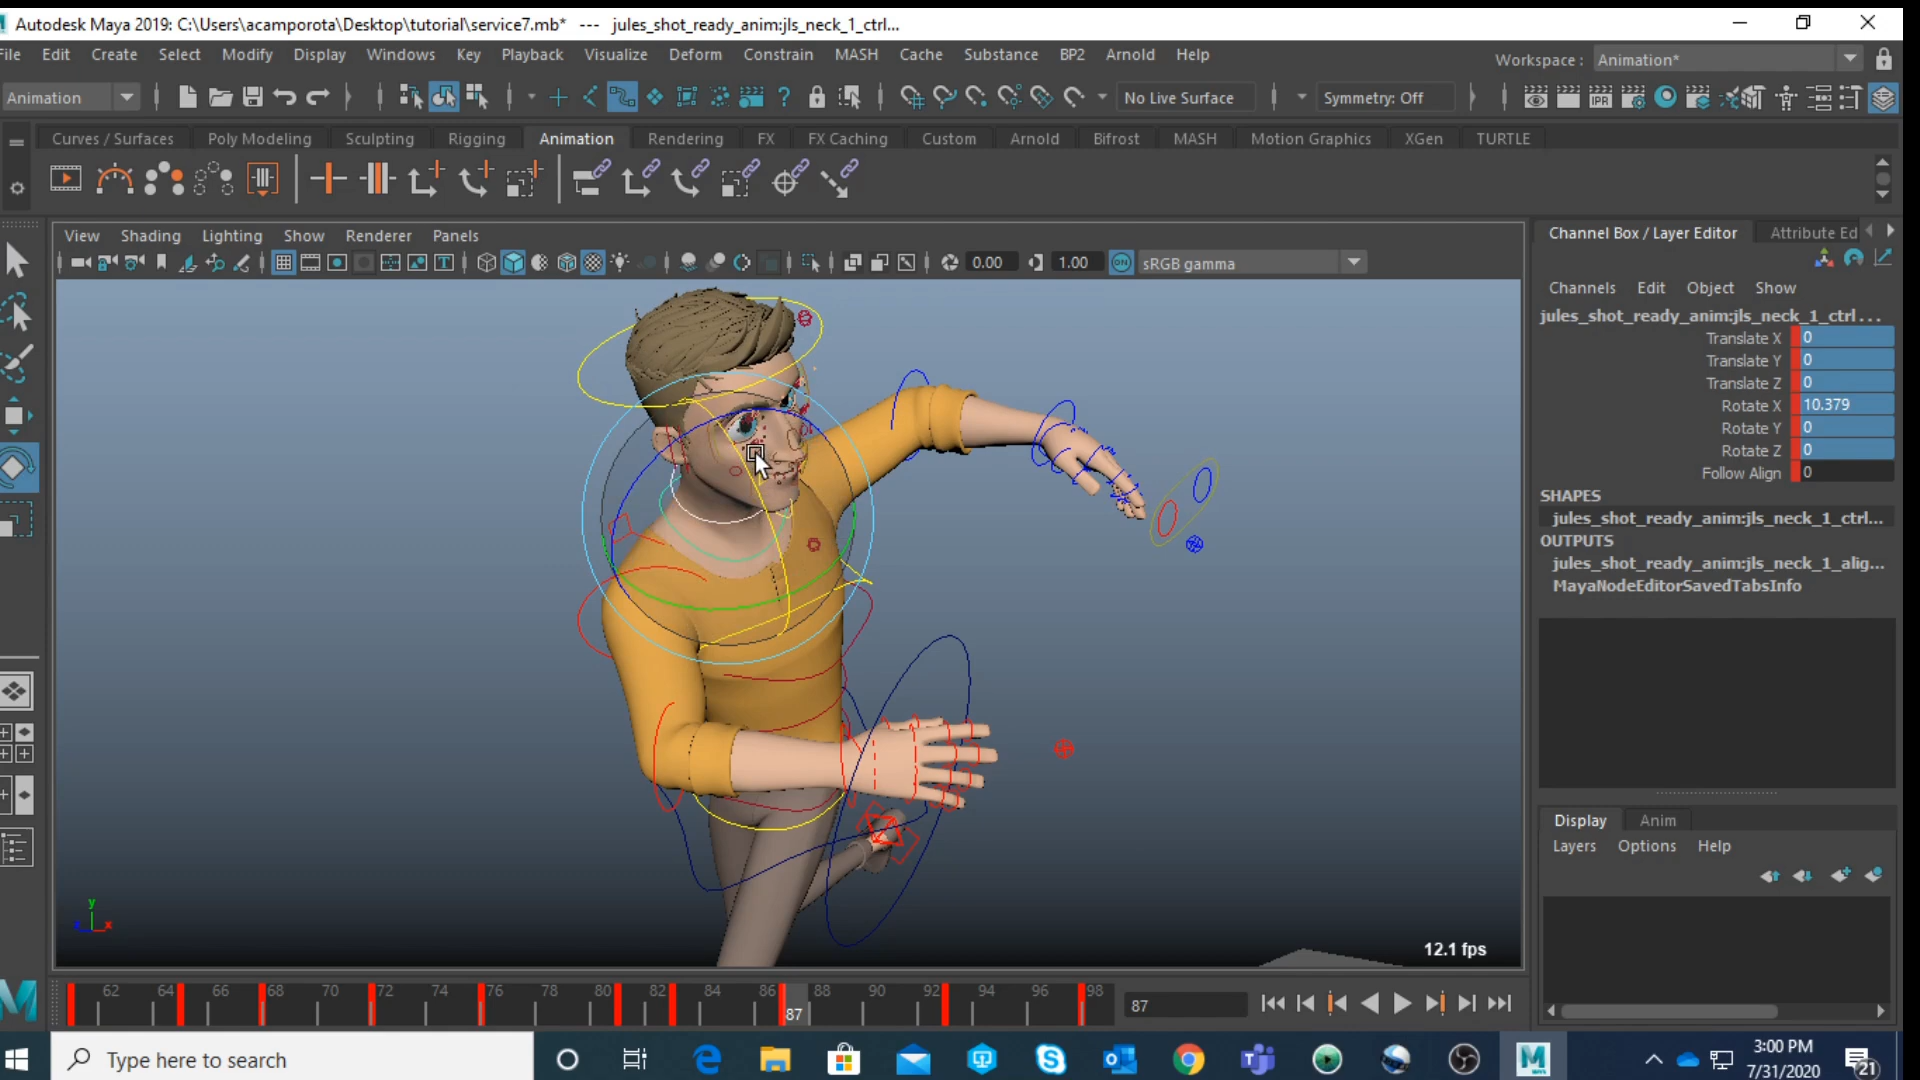 Autodesk Maya 2019: C:\Users\acamporota\Desktop\tutorial\service7.mb* --- jules_shot_ready_anim:jls_neck_1_ctrl...
File Edit Create Select Modify Display Windows Key Playback Visualize Deform Constrain MASH Cache Substance BP2 Arnold Help Workspace : Animation*
Animation No Live Surface Symmetry: Off IPR
Curves / Surfaces Poly Modeling Sculpting Rigging Animation Rendering FX FX Caching Custom Arnold Bifrost MASH Motion Graphics XGen TURTLE
View Shading Lighting Show Renderer Panels
0.00 1.00 ON sRGB gamma
Channel Box / Layer Editor Attribute Ed
Channels Edit Object Show
jules_shot_ready_anim:jls_neck_1_ctrl ...
Translate X 0
Translate Y 0
Translate Z 0
Rotate X 10.379
Rotate Y 0
Rotate Z 0
Follow Align 0
SHAPES
jules_shot_ready_anim:jls_neck_1_ctrl...
OUTPUTS
jules_shot_ready_anim:jls_neck_1_alig...
MayaNodeEditorSavedTabsInfo
Display Anim
Layers Options Help
y
x
12.1 fps
62 64 66 68 70 72 74 76 78 80 82 84 86 88 90 92 94 96 98
87
87
Type here to search
3:00 PM
7/31/2020
21